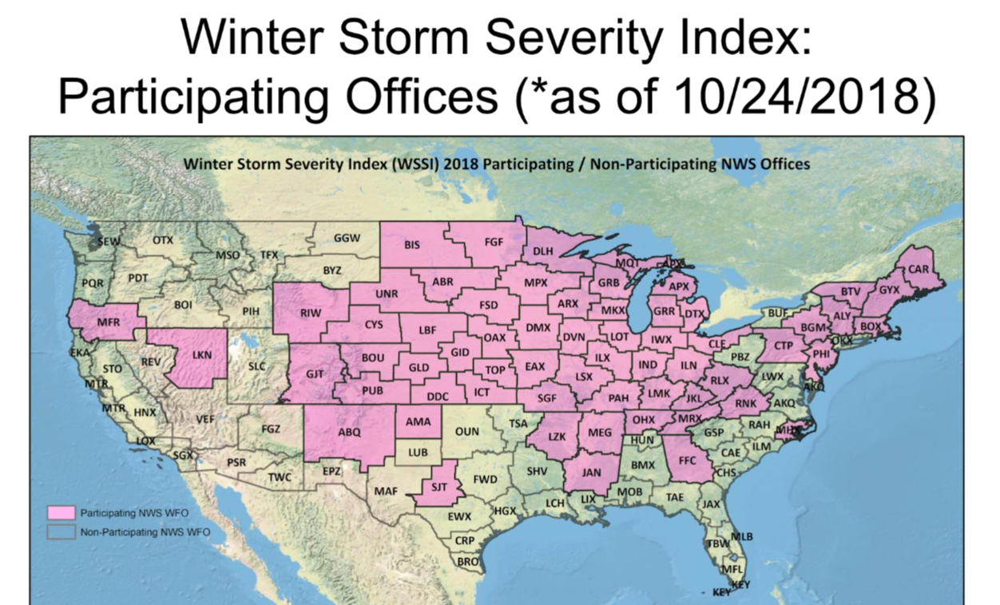 Winter Storm Severity Index:
Participating Offices (*as of 10/24/2018)
Winter Storm Severity Index (WSSI) 2018 Participating / Non-Participating NWS Offices
SEW
OTX
MSO
TFX
GGW
BIS
FGF
DLH
MQT
APX
CAR
PQR
PDT
BYZ
UNR
ABR
MPX
GRB
APX
BTV
GYX
BOI
PIH
RIW
FSD
ARX
MKX
GRR
DTX
BUF
ALY
MFR
CYS
LBF
OAX
DMX
DVN
LOT
IWX
CLE
BGM
BOX
OKX
EKA
STO
REV
LKN
SLC
GJT
BOU
GLD
GID
TOP
EAX
LSX
ILX
IND
ILN
PBZ
CTP
PHI
MTR
PUB
DDC
ICT
SGF
PAH
LMK
JKL
RLX
LWX
AKQ
MTR
HNX
VEF
FGZ
ABQ
AMA
OUN
TSA
LZK
MEG
OHX
MRX
RNK
AKQ
LOX
SGX
PSR
TWC
EPZ
LUB
HUN
GSP
RAH
MHX
MAF
SJT
FWD
SHV
JAN
BMX
FFC
CAE
ILM
CHS
EWX
HGX
LCH
LIX
MOB
TAE
JAX
CRP
BRO
TBW
MLB
MFL
KEY
KEY
Participating NWS WFO
Non-Participating NWS WFO